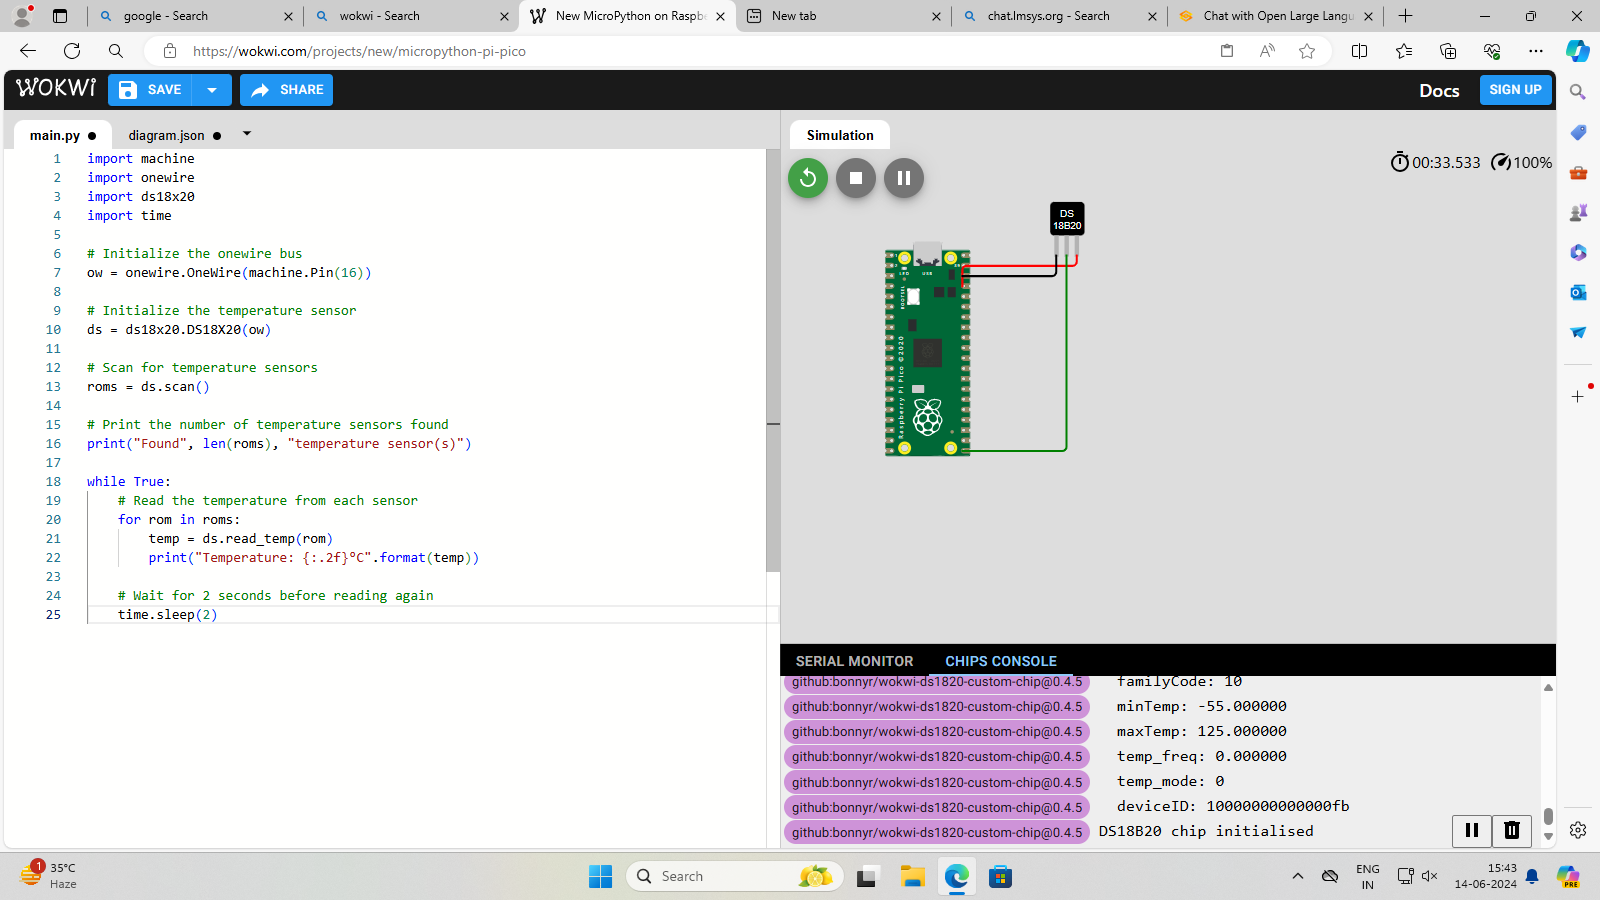 google - Search
wokwi - Search
New MicroPython on Raspbe
New tab
chat.lmsys.org - Search
Chat with Open Large Langu
https://wokwi.com/projects/new/micropython-pi-pico
WOKWi
SAVE
SHARE
Docs
SIGN UP
main.py
diagram.json
Simulation
00:33.533
100%
1 import machine
2 import onewire
3 import ds18x20
4 import time
5
6 # Initialize the onewire bus
7 ow = onewire.OneWire(machine.Pin(16))
8
9 # Initialize the temperature sensor
10 ds = ds18x20.DS18X20(ow)
11
12 # Scan for temperature sensors
13 roms = ds.scan()
14
15 # Print the number of temperature sensors found
16 print("Found", len(roms), "temperature sensor(s)")
17
18 while True:
19 # Read the temperature from each sensor
20 for rom in roms:
21 temp = ds.read_temp(rom)
22 print("Temperature: {:.2f}°C".format(temp))
23
24 # Wait for 2 seconds before reading again
25 time.sleep(2)
DS
18B20
LED
USB
BOOTSEL
Raspberry Pi Pico ©2020
SERIAL MONITOR
CHIPS CONSOLE
github:bonnyr/wokwi-ds1820-custom-chip@0.4.5 familyCode: 10
github:bonnyr/wokwi-ds1820-custom-chip@0.4.5 minTemp: -55.000000
github:bonnyr/wokwi-ds1820-custom-chip@0.4.5 maxTemp: 125.000000
github:bonnyr/wokwi-ds1820-custom-chip@0.4.5 temp_freq: 0.000000
github:bonnyr/wokwi-ds1820-custom-chip@0.4.5 temp_mode: 0
github:bonnyr/wokwi-ds1820-custom-chip@0.4.5 deviceID: 10000000000000fb
github:bonnyr/wokwi-ds1820-custom-chip@0.4.5 DS18B20 chip initialised
1
35°C
Haze
Search
ENG
IN
15:43
14-06-2024
PRE